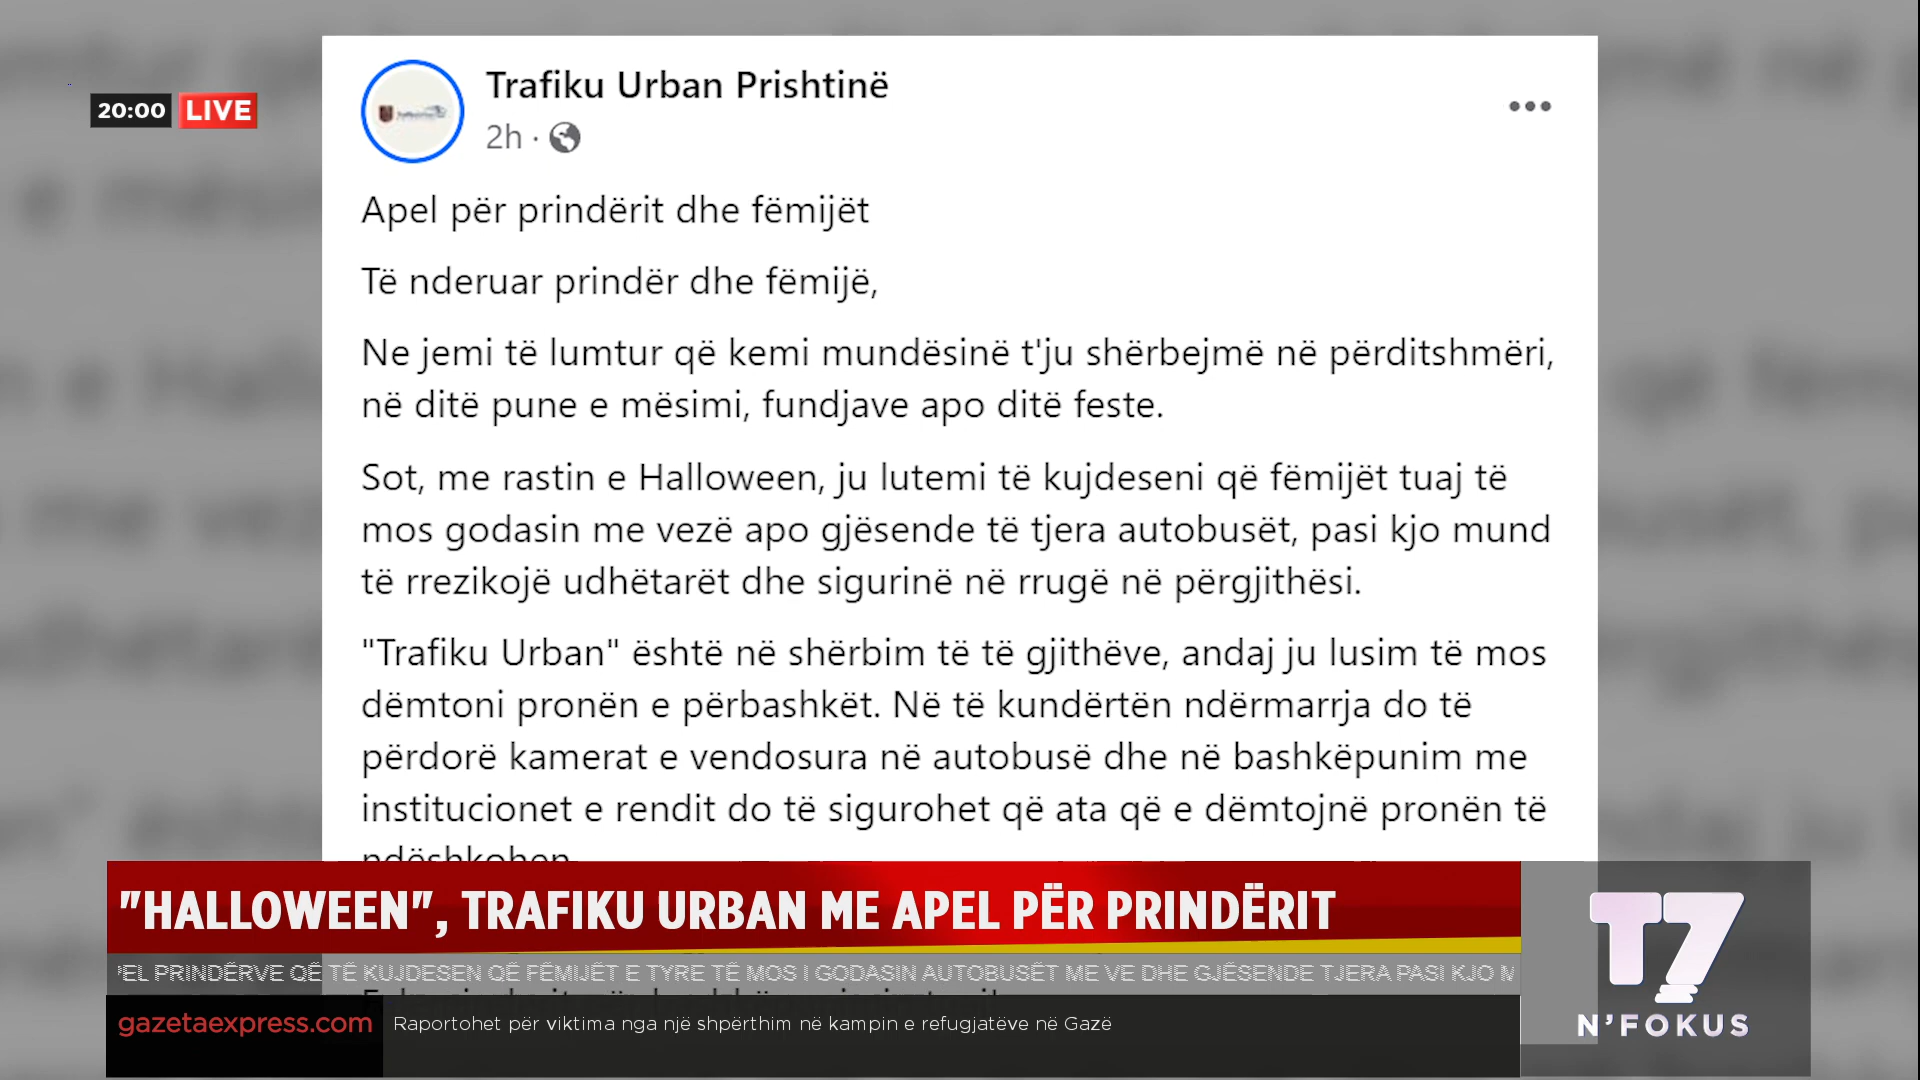 20:00 LIVE
Trafiku Urban Prishtinë
2h ·
Apel për prindërit dhe fëmijët
Të nderuar prindër dhe fëmijë,
Ne jemi të lumtur që kemi mundësinë t'ju shërbejmë në përditshmëri,
në ditë pune e mësimi, fundjave apo ditë feste.
Sot, me rastin e Halloween, ju lutemi të kujdeseni që fëmijët tuaj të
mos godasin me vezë apo gjësende të tjera autobusët, pasi kjo mund
të rrezikojë udhëtarët dhe sigurinë në rrugë në përgjithësi.
"Trafiku Urban" është në shërbim të të gjithëve, andaj ju lusim të mos
dëmtoni pronën e përbashkët. Në të kundërtën ndërmarrja do të
përdorë kamerat e vendosura në autobusë dhe në bashkëpunim me
institucionet e rendit do të sigurohet që ata që e dëmtojnë pronën të
ndëshkohen.
"HALLOWEEN", TRAFIKU URBAN ME APEL PËR PRINDËRIT
PRINDËRVE QË TË KUJDESEN QË FËMIJËT E TYRE TË MOS I GODASIN AUTOBUSËT ME VE DHE GJËSENDE TJERA PASI KJO
gazetaexpress.com Raportohet për viktima nga një shpërthim në kampin e refugjatëve në Gazë
T7
N'FOKUS